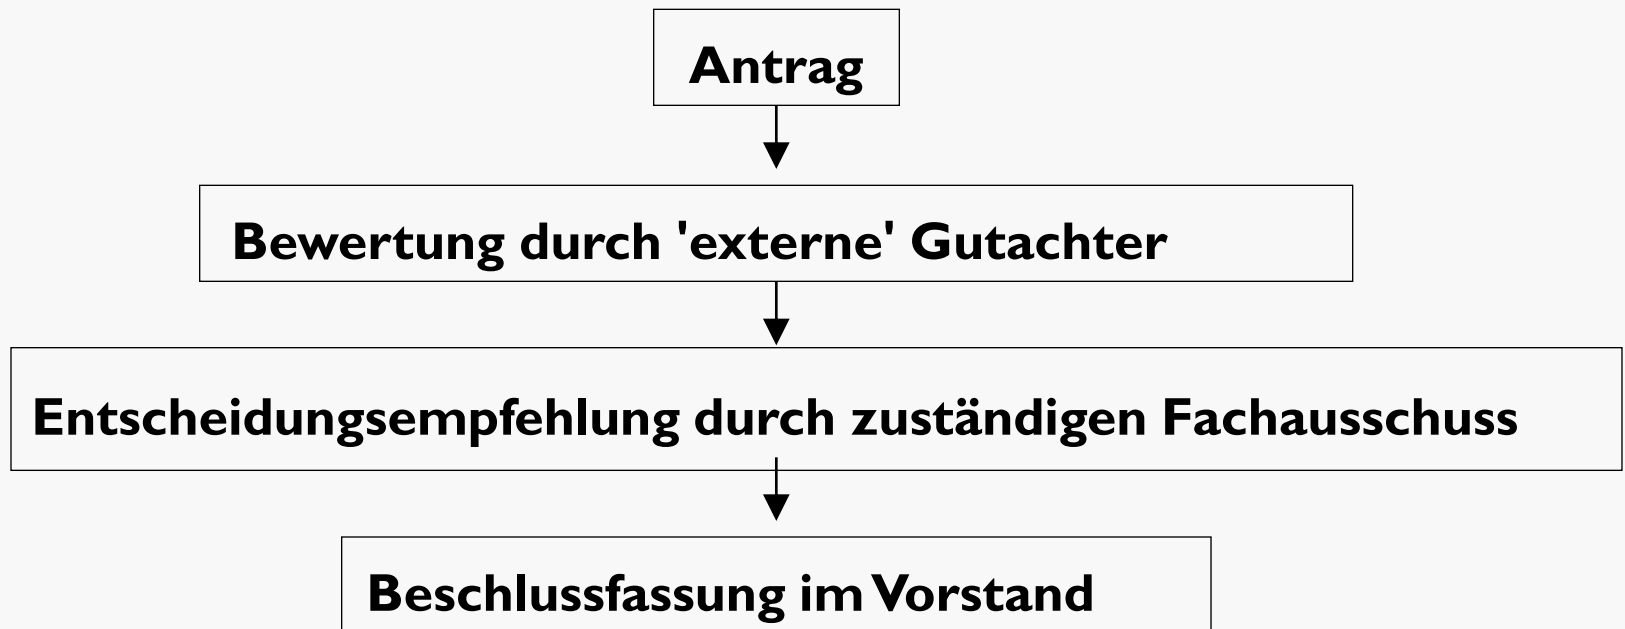 Antrag
Bewertung durch 'externe' Gutachter
Entscheidungsempfehlung durch zuständigen Fachausschuss
Beschlussfassung im Vorstand